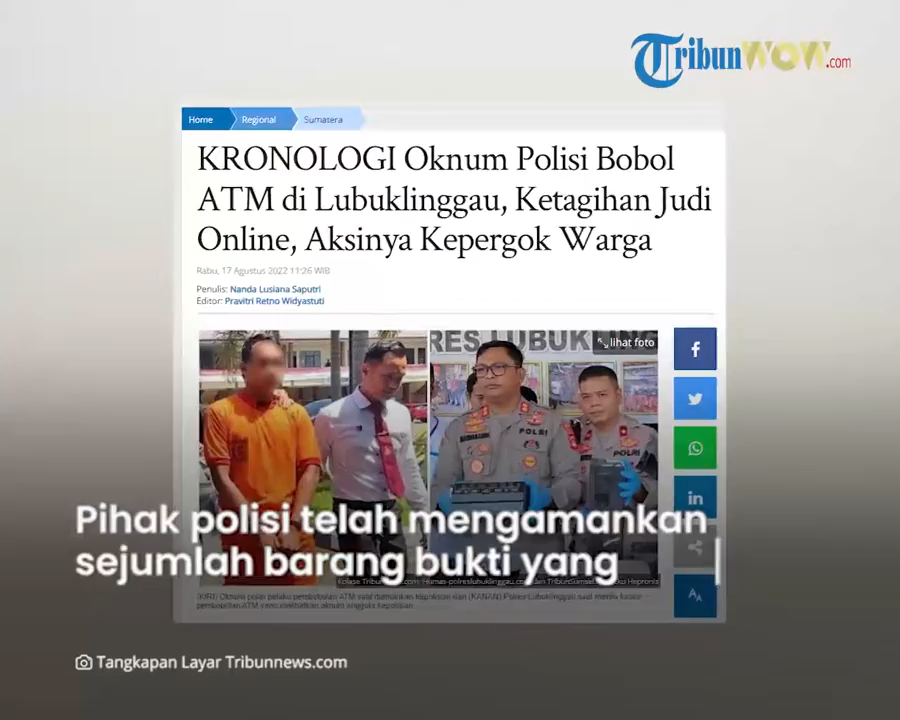 TribunWOW.com
Home Regional Sumatera
KRONOLOGI Oknum Polisi Bobol
ATM di Lubuklinggau, Ketagihan Judi
Online, Aksinya Kepergok Warga
Rabu, 17 Agustus 2022 11:26 WIB
Penulis: Nanda Lusiana Saputri
Editor: Pravitri Retno Widyastuti
RES LUBUKLING
lihat foto
POLRI
POLRI
Pihak polisi telah mengamankan
sejumlah barang bukti yang
AA
Tangkapan Layar Tribunnews.com